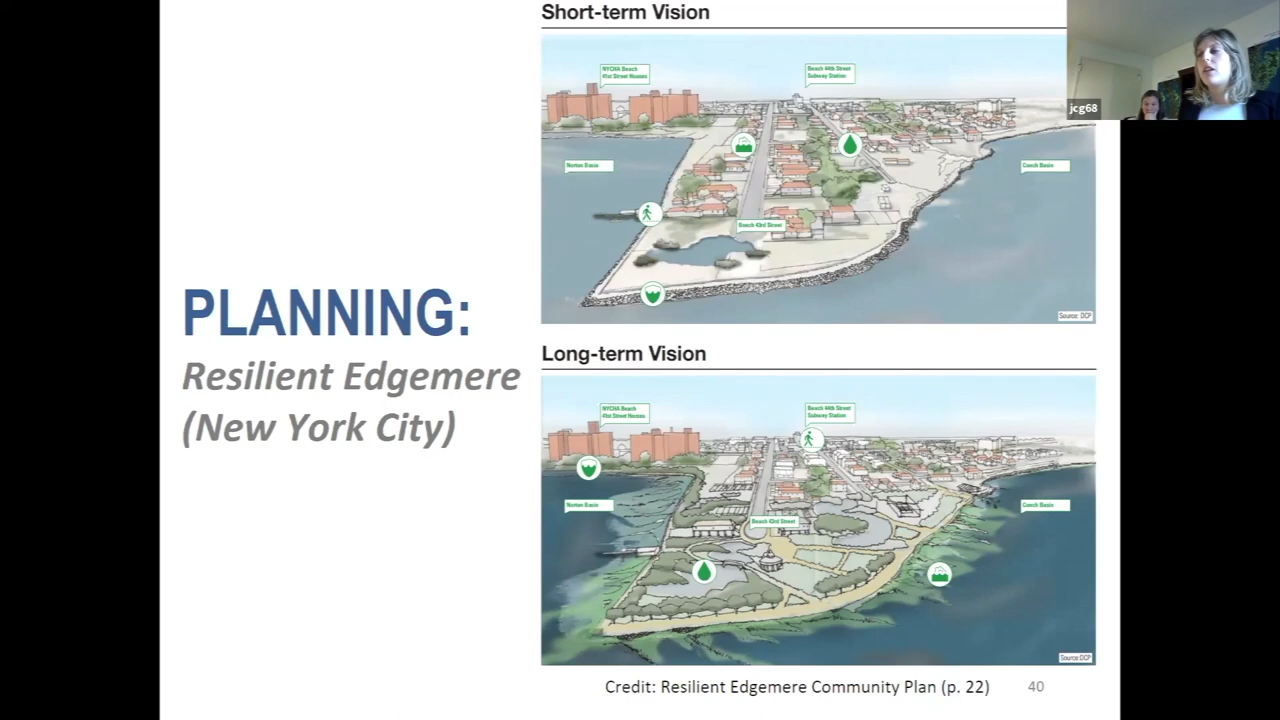 Short-term Vision
NYCHA Beach
41st Street Houses
Beach 44th Street
Subway Station
jcg68
Norton Basin
Conch Basin
Beach 43rd Street
Source: DCP
PLANNING:
Resilient Edgemere
(New York City)
Long-term Vision
NYCHA Beach
41st Street Houses
Beach 44th Street
Subway Station
Norton Basin
Conch Basin
Beach 43rd Street
Source:DCP
Credit: Resilient Edgemere Community Plan (p. 22)
40